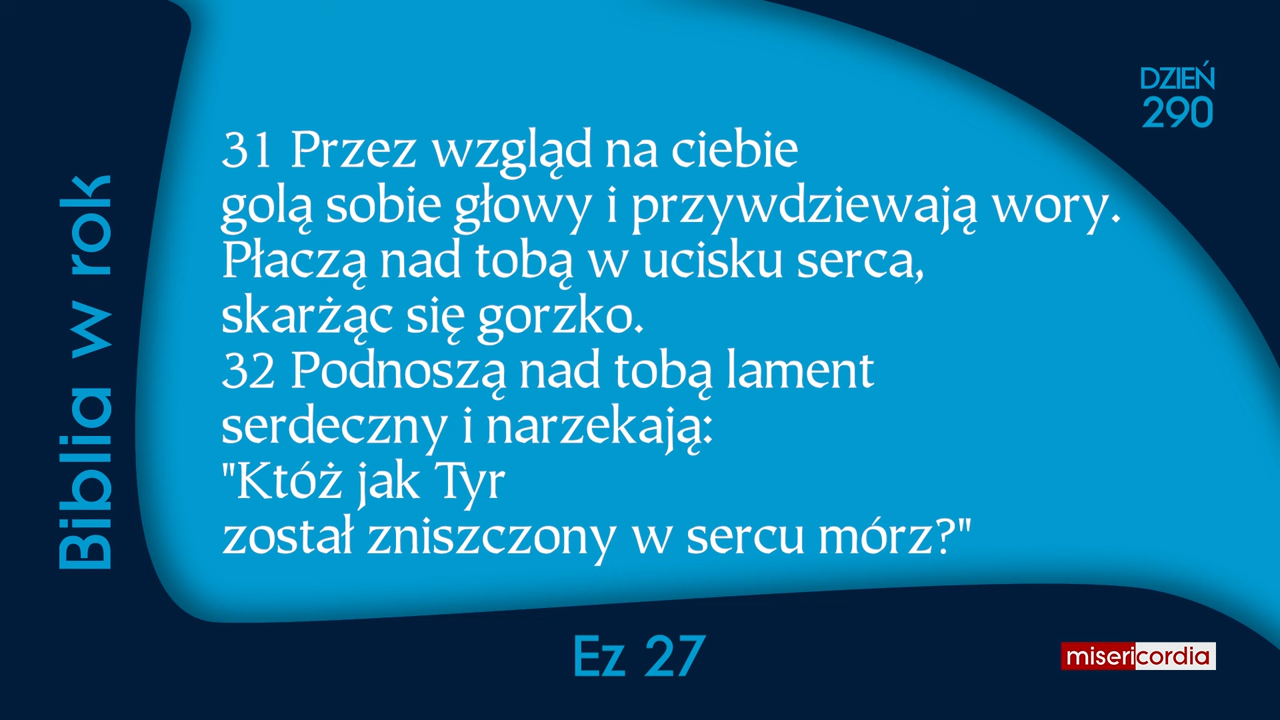 DZIEŃ
290
31 Przez wzgląd na ciebie
golą sobie głowy i przywdziewają wory.
Płaczą nad tobą w ucisku serca,
skarżąc się gorzko.
32 Podnoszą nad tobą lament
serdeczny i narzekają:
"Któż jak Tyr
został zniszczony w sercu mórz?"
Biblia w rok
Ez 27
misericordia